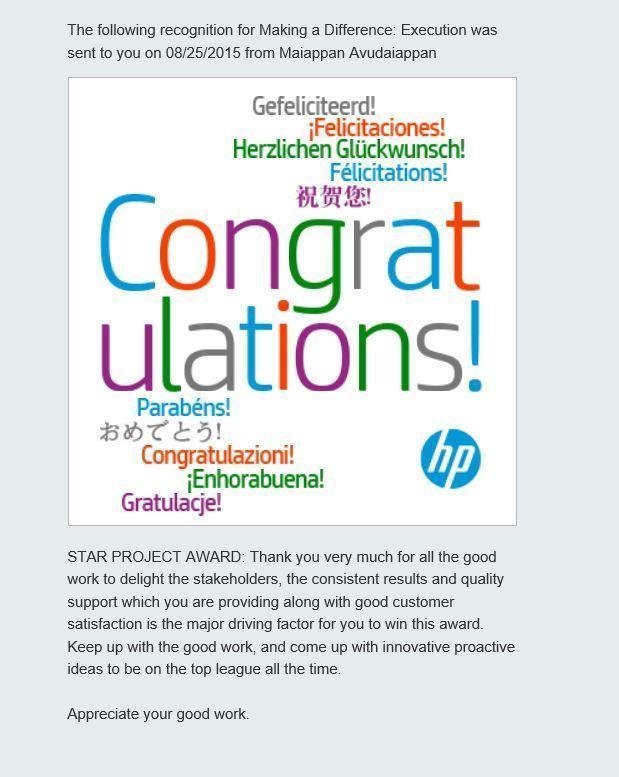 The following recognition for Making a Difference: Execution was
sent to you on 08/25/2015 from Maiappan Avudaiappan
Gefeliciteerd!
¡Felicitaciones!
Herzlichen Glückwunsch!
Félicitations!
祝贺您!
Congrat
ulations!
Parabéns!
おめでとう!
Congratulazioni!
¡Enhorabuena!
Gratulacje!
hp
STAR PROJECT AWARD: Thank you very much for all the good
work to delight the stakeholders, the consistent results and quality
support which you are providing along with good customer
satisfaction is the major driving factor for you to win this award.
Keep up with the good work, and come up with innovative proactive
ideas to be on the top league all the time.
Appreciate your good work.